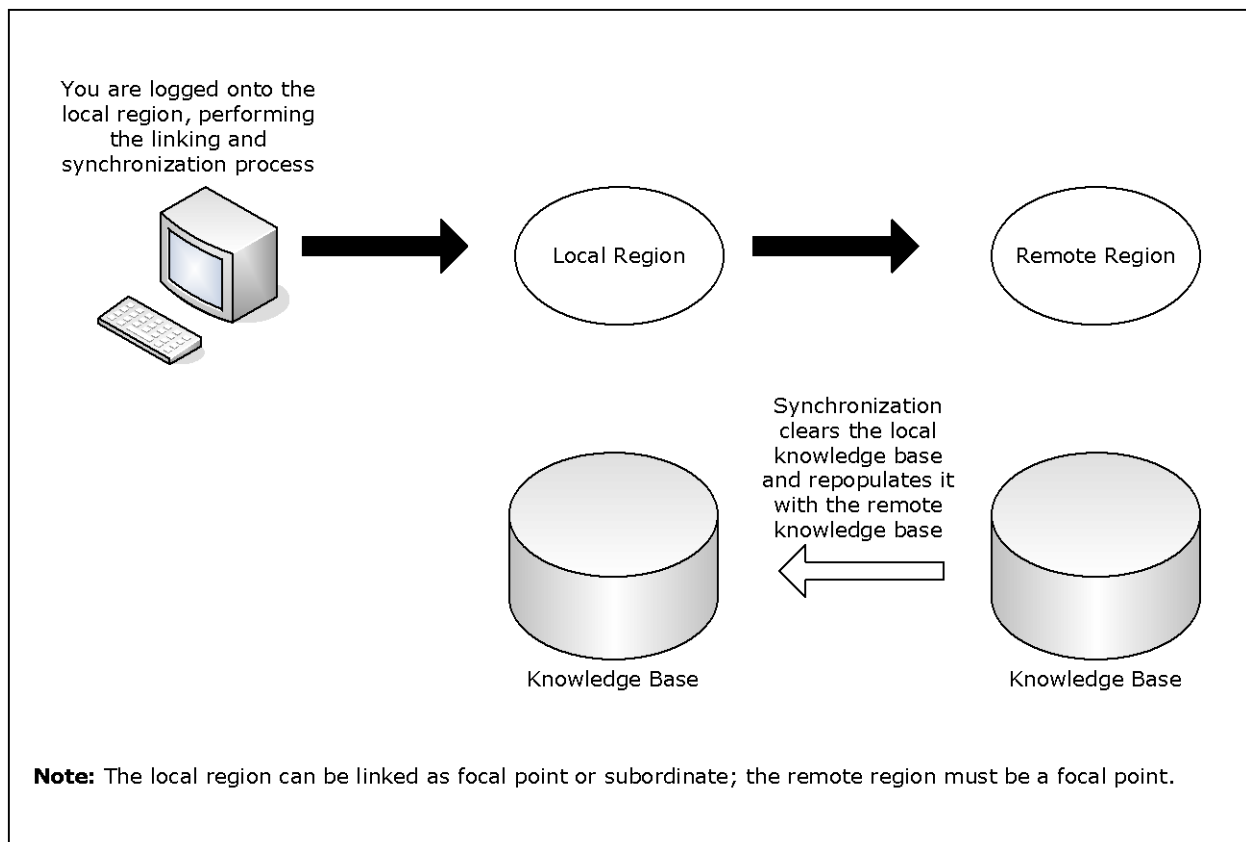 You are logged onto the
local region, performing
the linking and
synchronization process
Local Region
Remote Region
Synchronization
clears the local
knowledge base
and repopulates it
with the remote
knowledge base
Knowledge Base
Knowledge Base
Note: The local region can be linked as focal point or subordinate; the remote region must be a focal point.